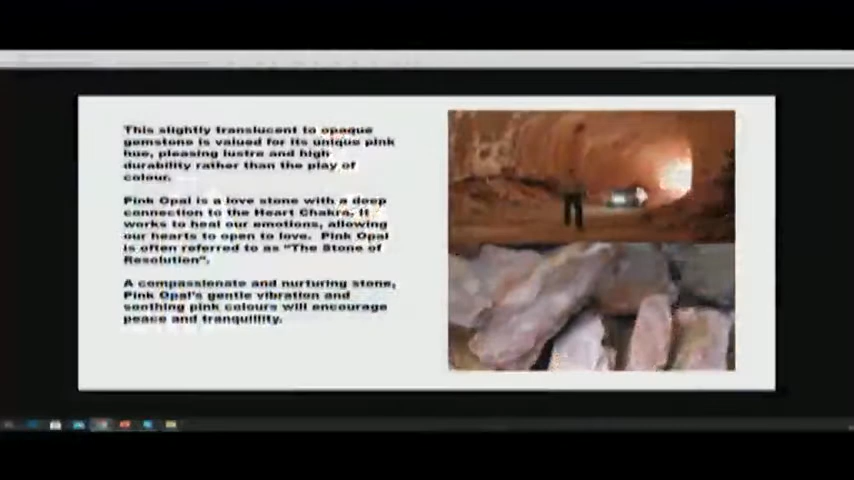 This slightly translucent to opaque
gemstone is valued for its unique pink
hue, pleasing lustre and high
durability rather than the play of
colour.
Pink Opal is a love stone with a deep
connection to the Heart Chakra. It
works to heal our emotions, allowing
our hearts to open to love. Pink Opal
is often referred to as "The Stone of
Resolution".
A compassionate and nurturing stone,
Pink Opal's gentle vibration and
soothing pink colours will encourage
peace and tranquillity.